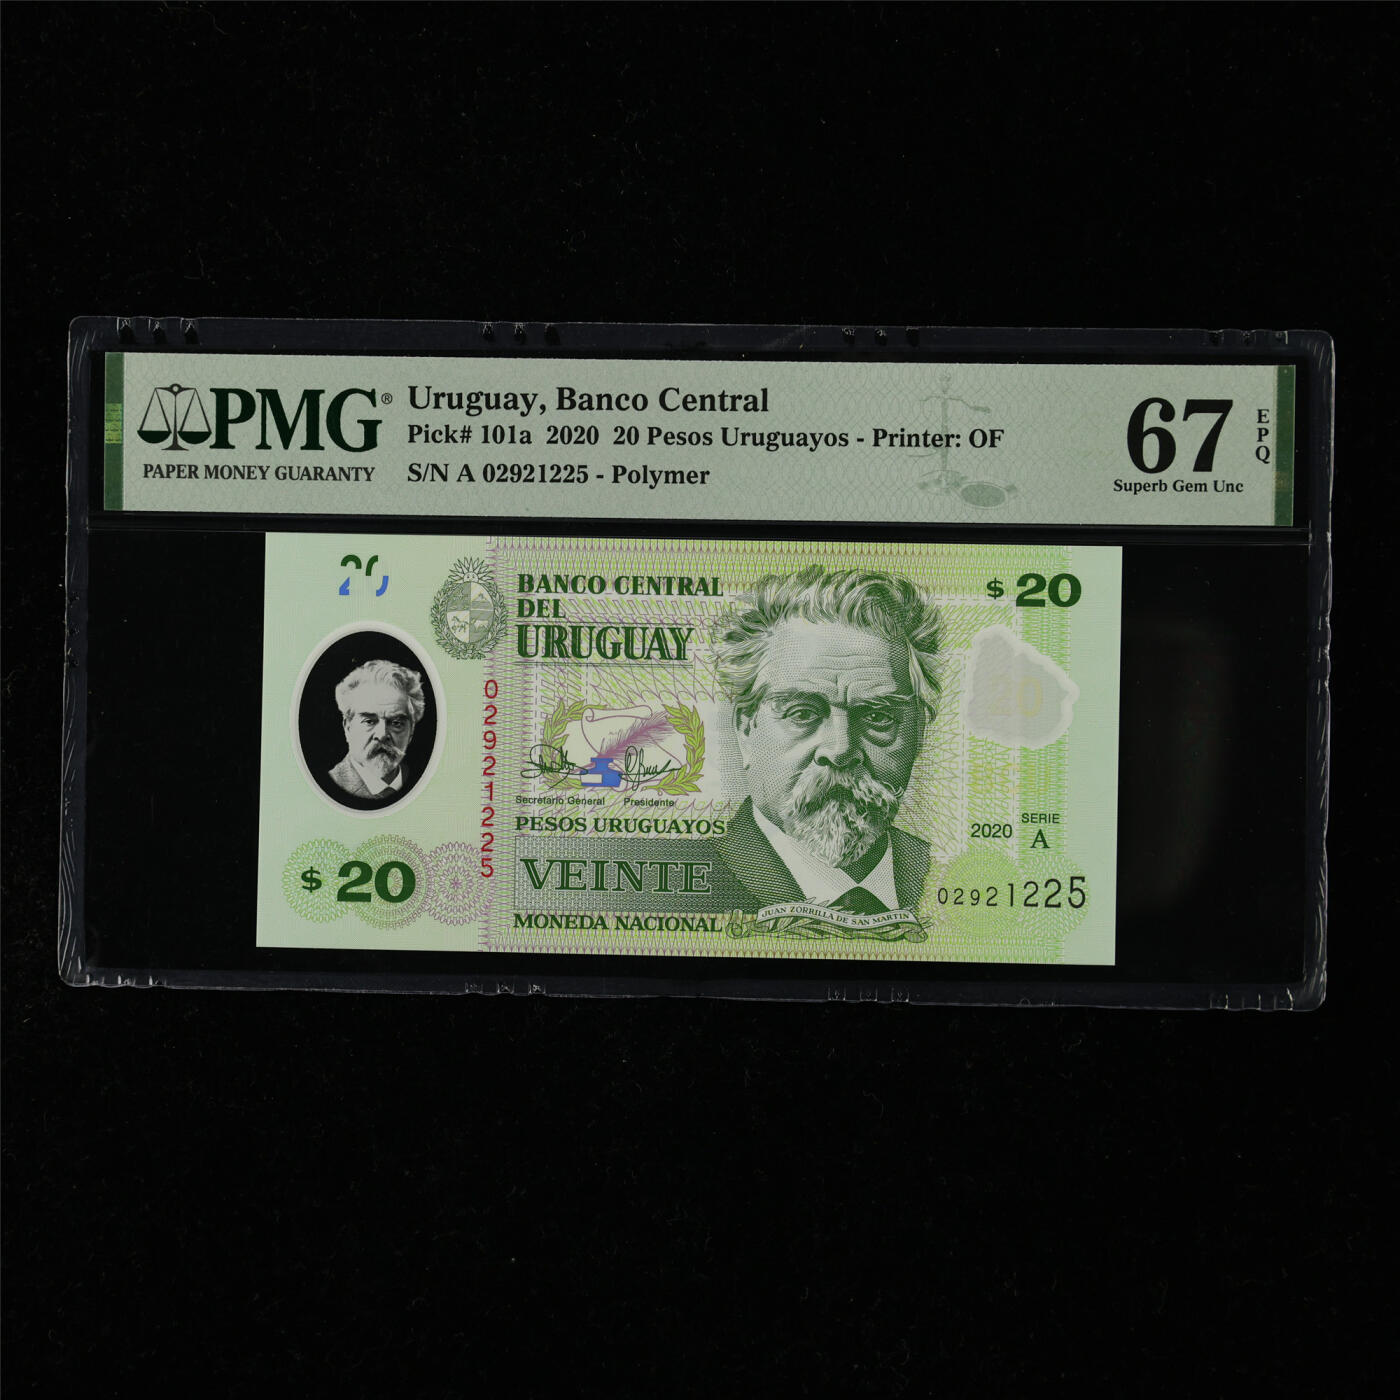 PMG®
PAPER MONEY GUARANTY
Uruguay, Banco Central
Pick# 101a 2020 20 Pesos Uruguayos - Printer: OF
S/N A 02921225 - Polymer
67
EPQ
Superb Gem Unc
20
BANCO CENTRAL
DEL
URUGUAY
$ 20
20
02921225
Secretario General Presidente
PESOS URUGUAYOS
VEINTE
MONEDA NACIONAL
$ 20
JUAN ZORRILLA DE SAN MARTIN
2020 SERIE
A
02921225